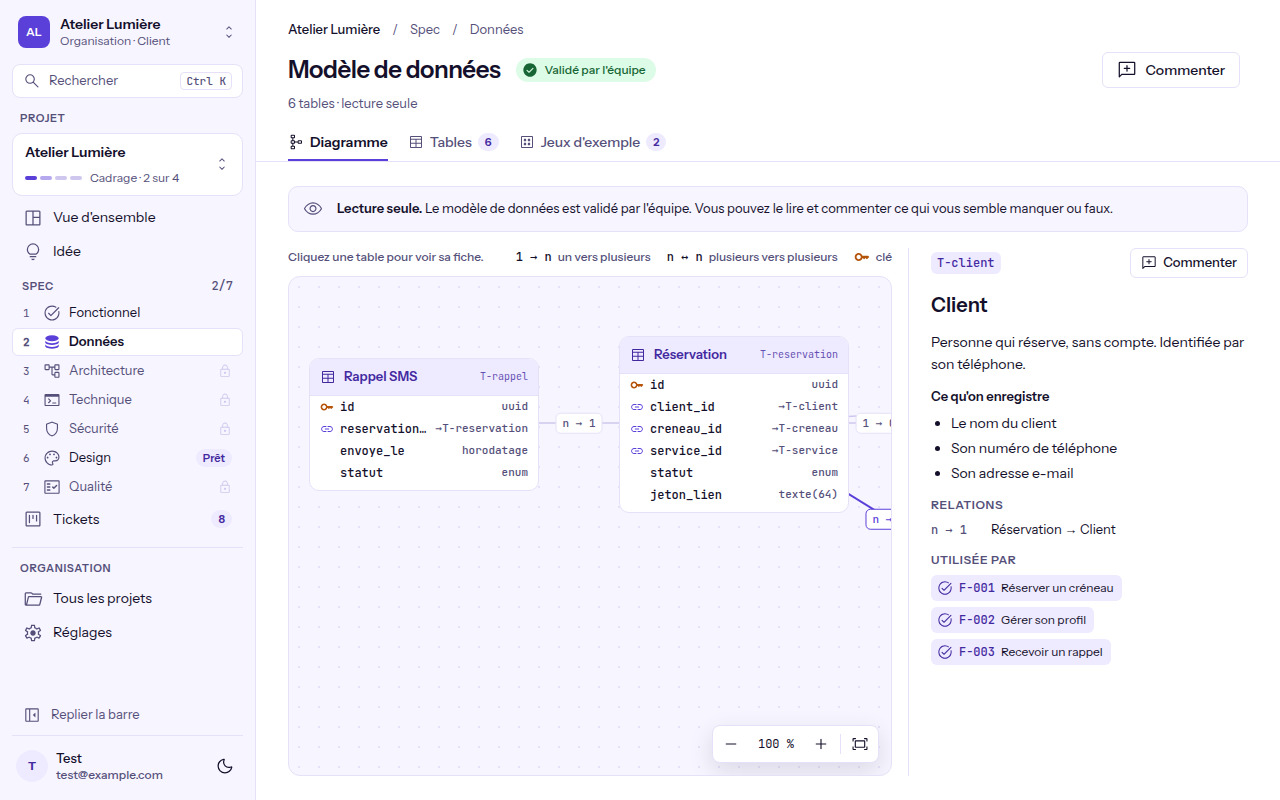 AL
Atelier Lumière
Organisation · Client
Rechercher
Ctrl K
PROJET
Atelier Lumière
Cadrage · 2 sur 4
Vue d'ensemble
Idée
SPEC 2/7
1 Fonctionnel
2 Données
3 Architecture
4 Technique
5 Sécurité
6 Design Prêt
7 Qualité
Tickets 8
ORGANISATION
Tous les projets
Réglages
Replier la barre
T
Test
test@example.com
Atelier Lumière / Spec / Données
Modèle de données
Validé par l'équipe
Commenter
6 tables · lecture seule
Diagramme
Tables 6
Jeux d'exemple 2
Lecture seule. Le modèle de données est validé par l'équipe. Vous pouvez le lire et commenter ce qui vous semble manquer ou faux.
Cliquez une table pour voir sa fiche.
1 → n un vers plusieurs
n ↔ n plusieurs vers plusieurs
clé
Rappel SMS T-rappel
id uuid
reservation… →T-reservation
envoye_le horodatage
statut enum
n → 1
Réservation T-reservation
id uuid
client_id →T-client
creneau_id →T-creneau
service_id →T-service
statut enum
jeton_lien texte(64)
1 →
n →
100 %
T-client
Commenter
Client
Personne qui réserve, sans compte. Identifiée par
son téléphone.
Ce qu'on enregistre
• Le nom du client
• Son numéro de téléphone
• Son adresse e-mail
RELATIONS
n → 1 Réservation → Client
UTILISÉE PAR
F-001 Réserver un créneau
F-002 Gérer son profil
F-003 Recevoir un rappel